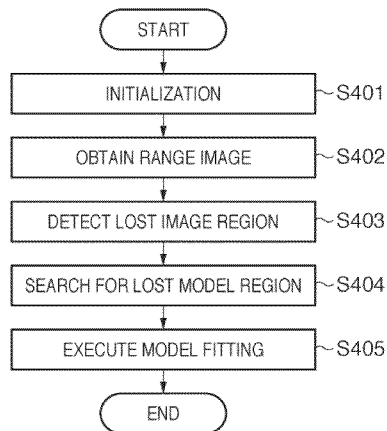 START
INITIALIZATION S401
OBTAIN RANGE IMAGE S402
DETECT LOST IMAGE REGION S403
SEARCH FOR LOST MODEL REGION S404
EXECUTE MODEL FITTING S405
END